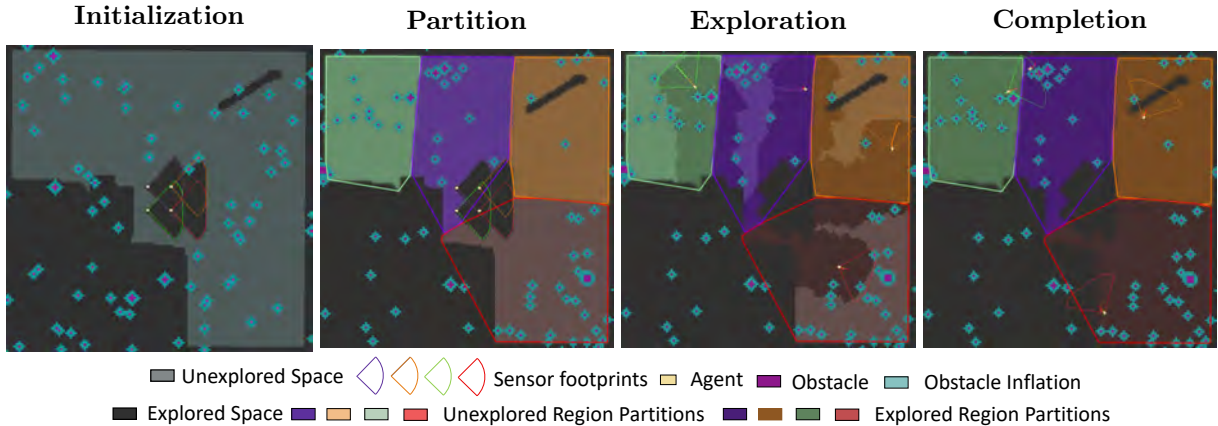 Initialization Partition Exploration Completion
Unexplored Space Sensor footprints Agent Obstacle Obstacle Inflation
Explored Space Unexplored Region Partitions Explored Region Partitions